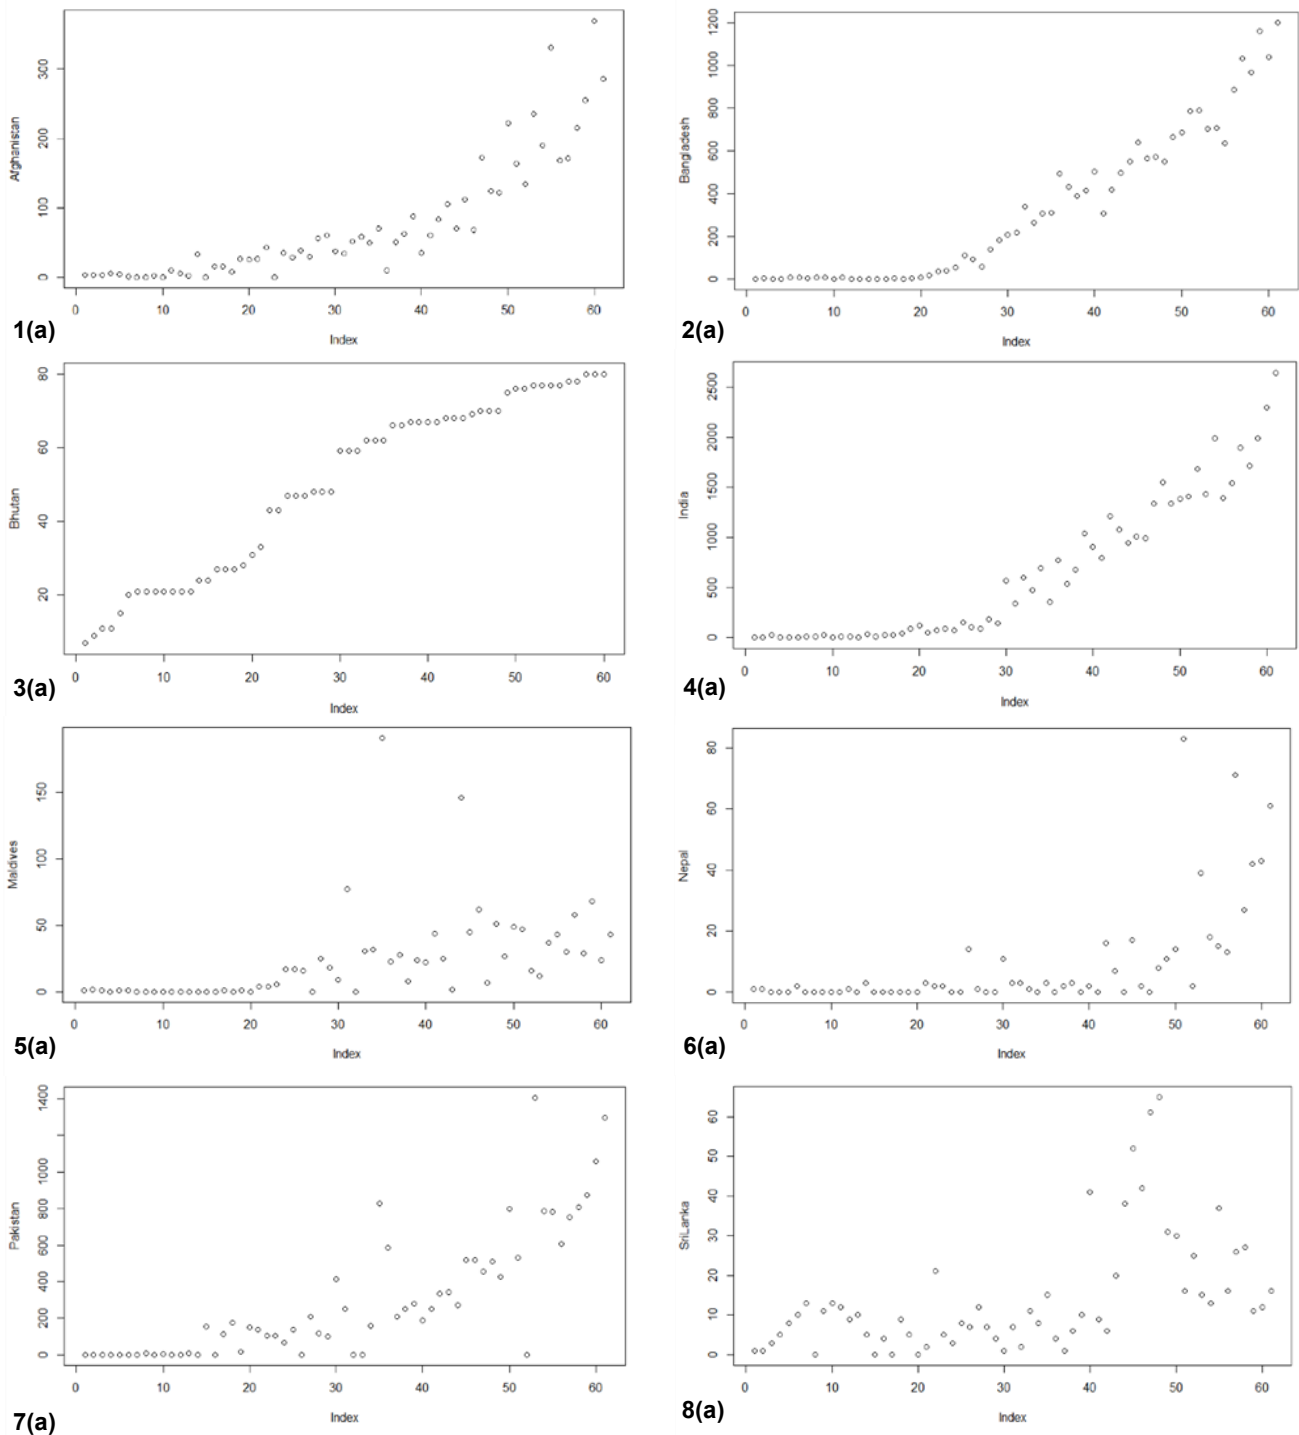 Afghanistan
0 100 200 300
0 10 20 30 40 50 60
Index
1(a)
Bangladesh
0 200 400 600 800 1000 1200
0 10 20 30 40 50 60
Index
2(a)
Bhutan
20 40 60 80
0 10 20 30 40 50 60
Index
3(a)
India
0 500 1000 1500 2000 2500
0 10 20 30 40 50 60
Index
4(a)
Maldives
0 50 100 150
0 10 20 30 40 50 60
Index
5(a)
Nepal
0 20 40 60 80
0 10 20 30 40 50 60
Index
6(a)
Pakistan
0 200 400 600 800 1000 1400
0 10 20 30 40 50 60
Index
7(a)
SriLanka
0 10 20 30 40 50 60
0 10 20 30 40 50 60
Index
8(a)